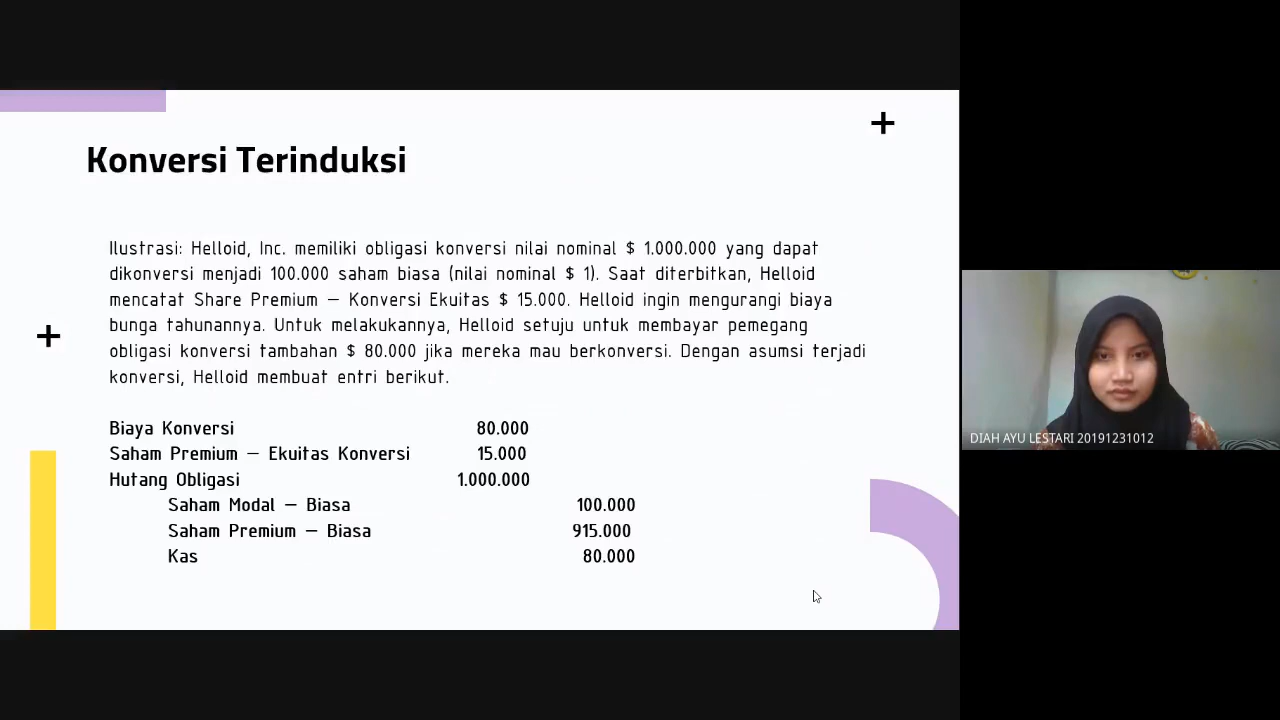 Konversi Terinduksi
Ilustrasi: Helloid, Inc. memiliki obligasi konversi nilai nominal $ 1.000.000 yang dapat
dikonversi menjadi 100.000 saham biasa (nilai nominal $ 1). Saat diterbitkan, Helloid
mencatat Share Premium – Konversi Ekuitas $ 15.000. Helloid ingin mengurangi biaya
bunga tahunannya. Untuk melakukannya, Helloid setuju untuk membayar pemegang
obligasi konversi tambahan $ 80.000 jika mereka mau berkonversi. Dengan asumsi terjadi
konversi, Helloid membuat entri berikut.
Biaya Konversi 80.000
Saham Premium – Ekuitas Konversi 15.000
Hutang Obligasi 1.000.000
Saham Modal – Biasa 100.000
Saham Premium – Biasa 915.000
Kas 80.000
DIAH AYU LESTARI 20191231012